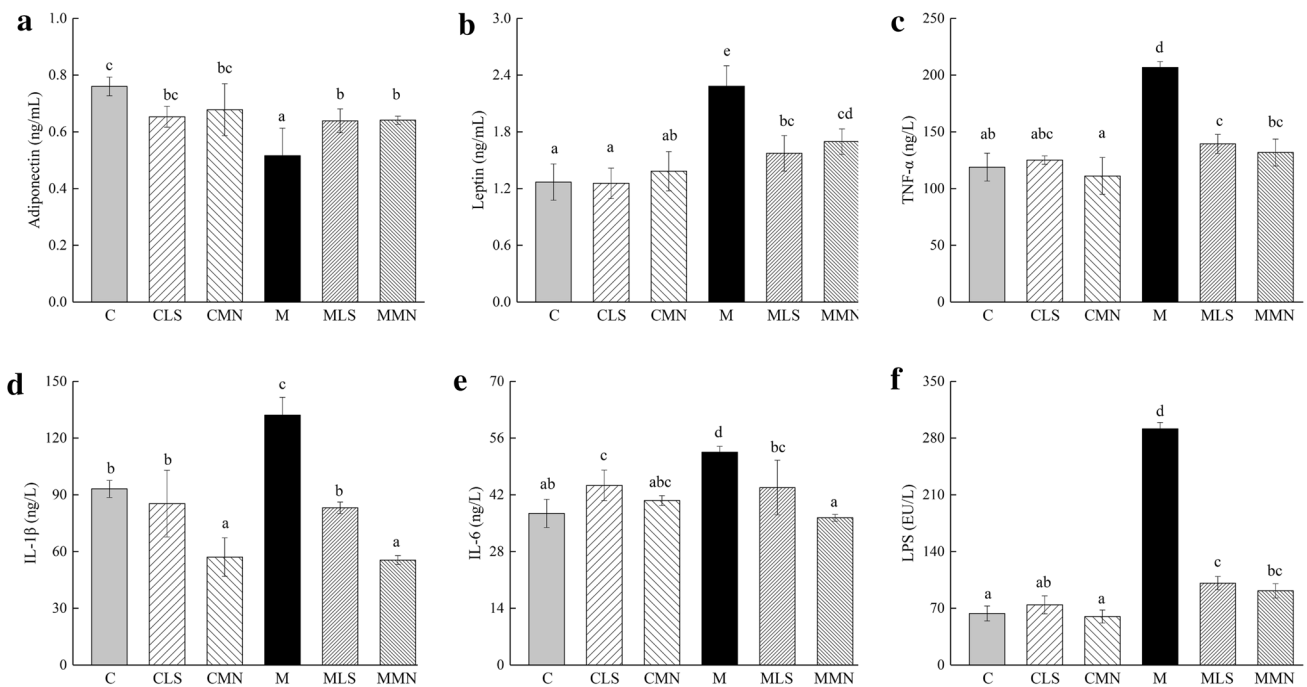 a
Adiponectin (ng/mL)
1.0
0.8
0.6
0.4
0.2
0.0
c
bc
bc
a
b
b
C CLS CMN M MLS MMN
b
Leptin (ng/mL)
3.0
2.4
1.8
1.2
0.6
0.0
a
a
ab
e
bc
cd
C CLS CMN M MLS MMN
c
TNF-α (ng/L)
250
200
150
100
50
0
ab
abc
a
d
c
bc
C CLS CMN M MLS MMN
d
IL-1β (ng/L)
150
120
90
60
30
0
b
b
a
c
b
a
C CLS CMN M MLS MMN
e
IL-6 (ng/L)
70
56
42
28
14
0
ab
c
abc
d
bc
a
C CLS CMN M MLS MMN
f
LPS (EU/L)
350
280
210
140
70
0
a
ab
a
d
c
bc
C CLS CMN M MLS MMN